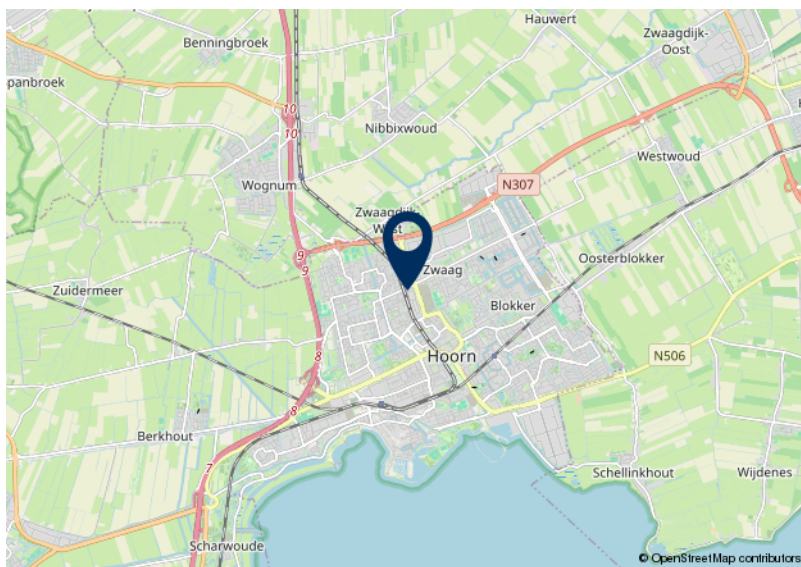 Hauwert
Benningbroek
Zwaagdijk-
Oost
panbroek
10
10
Nibbixwoud
Westwoud
Wognum
N307
Zwaagdijk-
West
9
9
Zwaag
Oosterblokker
Zuidermeer
Blokker
8
Hoorn
N506
8
Berkhout
7
Schellinkhout
Wijdenes
Scharwoude
© OpenStreetMap contributors